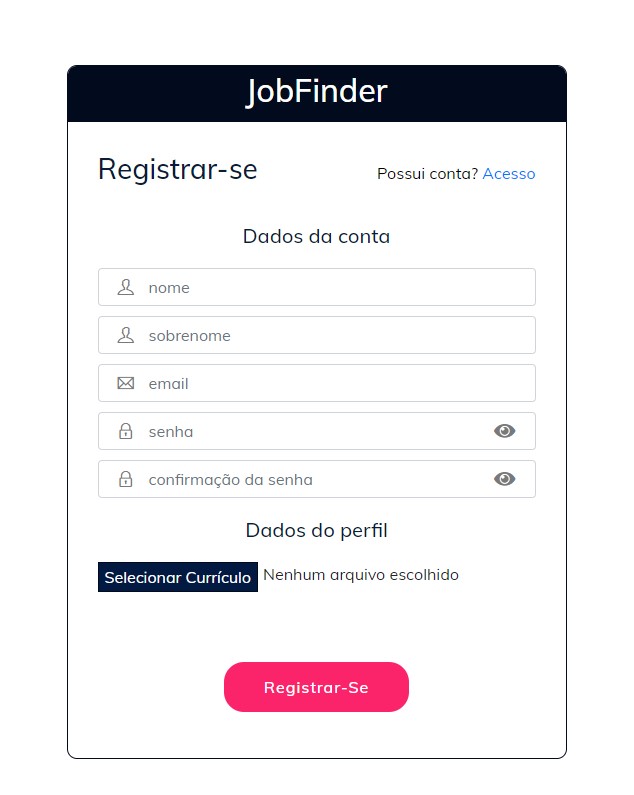 JobFinder
Registrar-se
Possui conta? Acesso
Dados da conta
nome
sobrenome
email
senha
confirmação da senha
Dados do perfil
Selecionar Currículo Nenhum arquivo escolhido
Registrar-Se